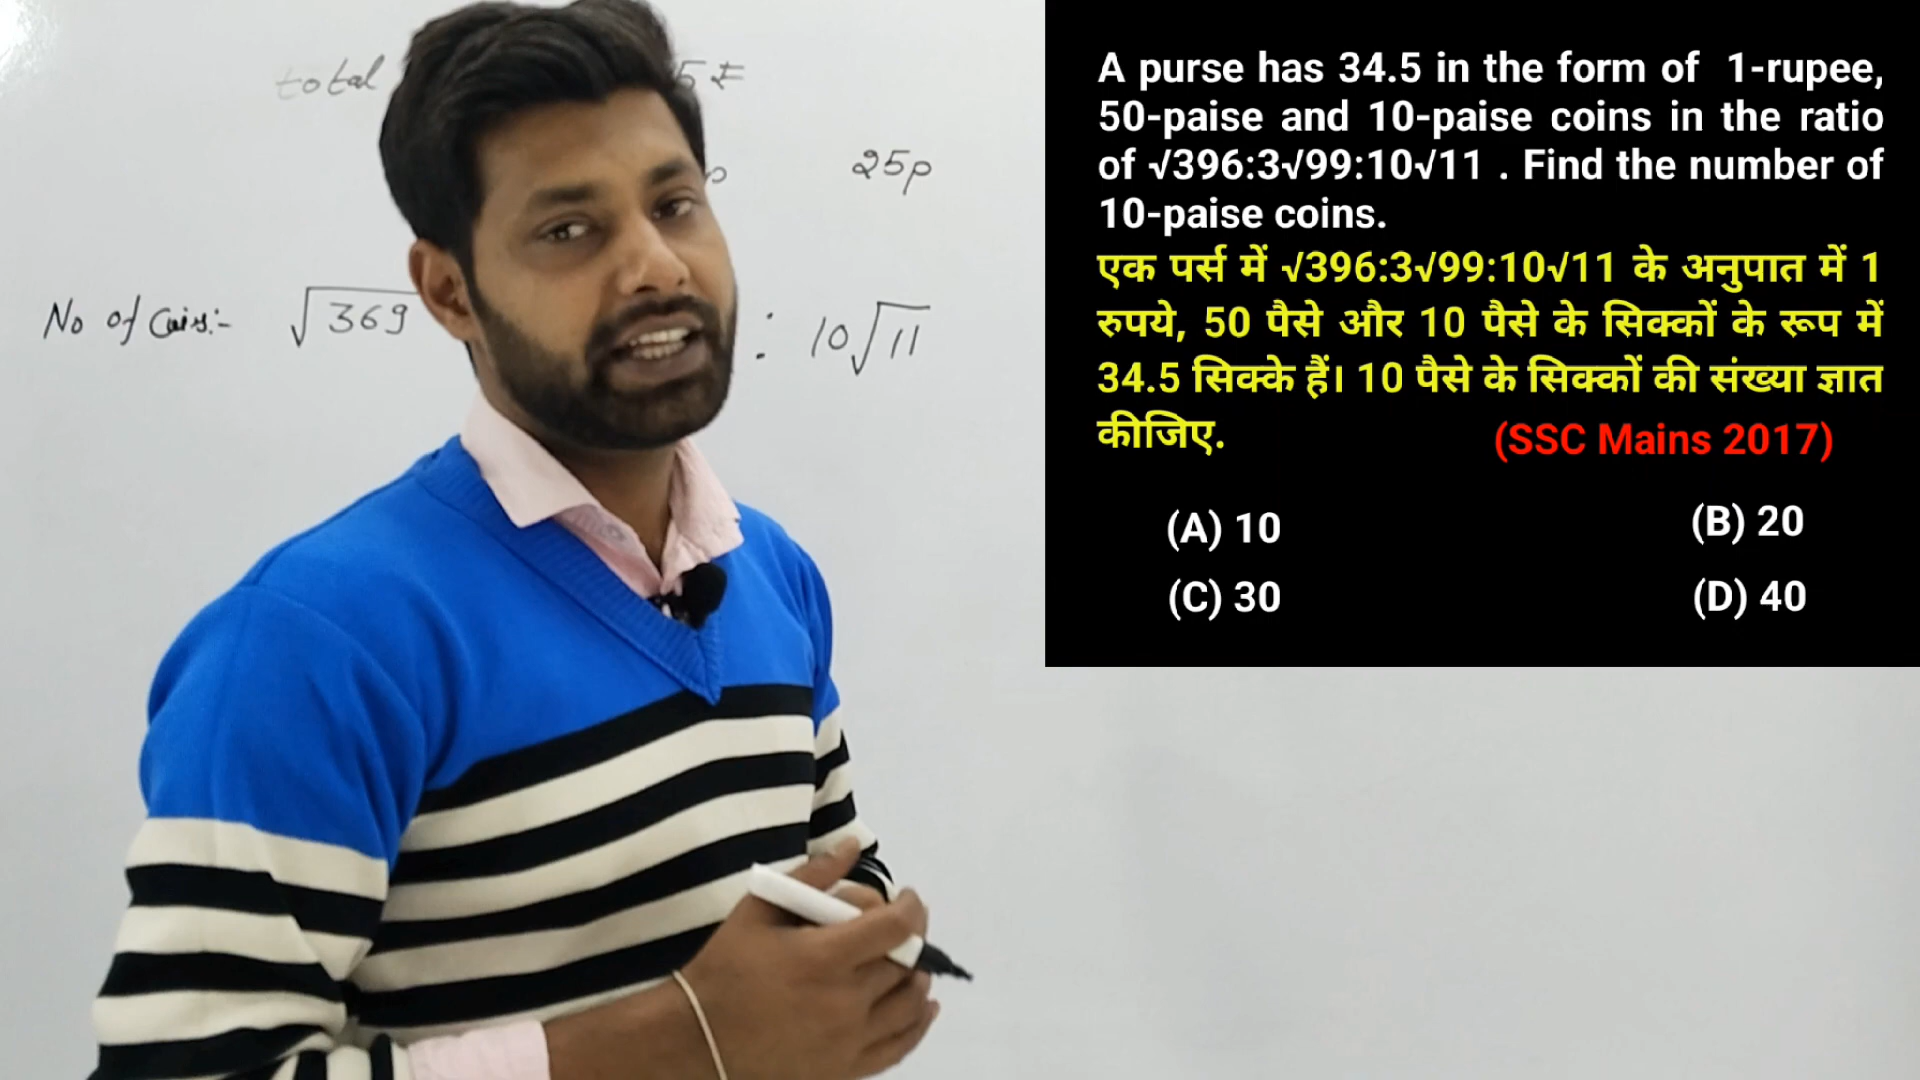 total 5 ₹
25p
No of Coins:- √369 : 10√11
A purse has 34.5 in the form of 1-rupee,
50-paise and 10-paise coins in the ratio
of √396:3√99:10√11 . Find the number of
10-paise coins.
एक पर्स में √396:3√99:10√11 के अनुपात में 1
रुपये, 50 पैसे और 10 पैसे के सिक्कों के रूप में
34.5 सिक्के हैं। 10 पैसे के सिक्कों की संख्या ज्ञात
कीजिए.
(SSC Mains 2017)
(A) 10 (B) 20
(C) 30 (D) 40